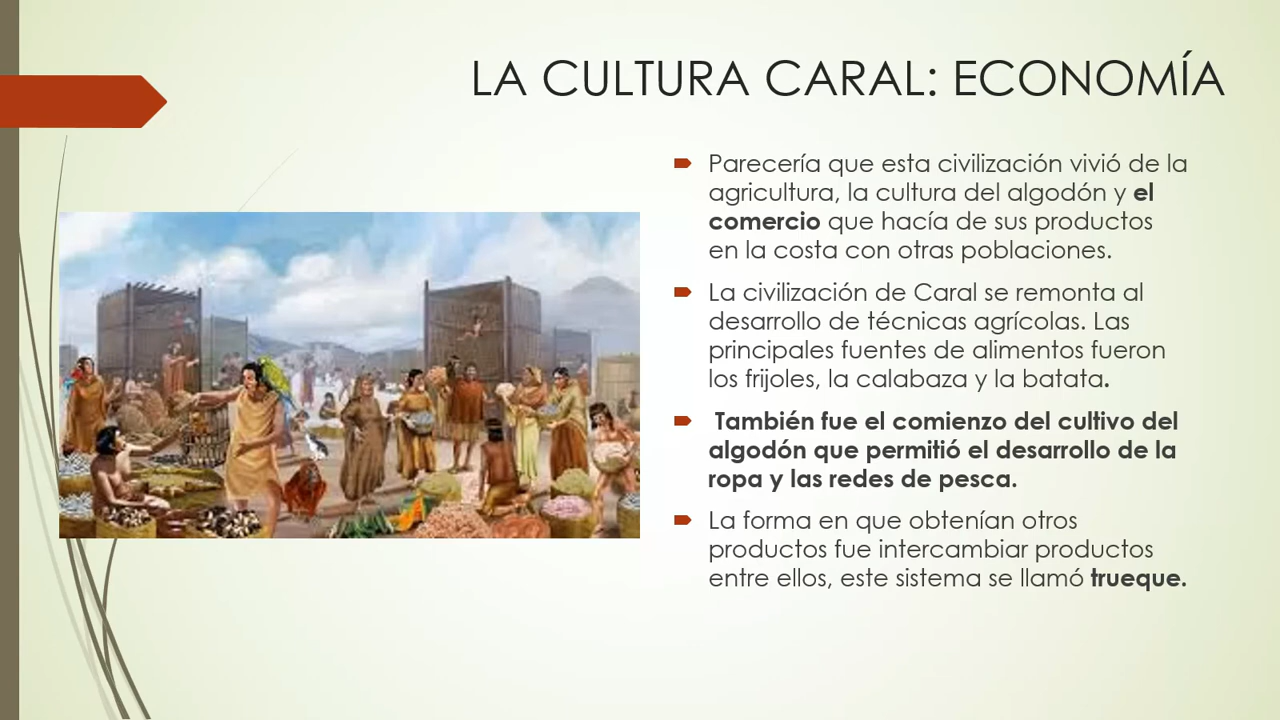 LA CULTURA CARAL: ECONOMÍA
Parecería que esta civilización vivió de la
agricultura, la cultura del algodón y el
comercio que hacía de sus productos
en la costa con otras poblaciones.
La civilización de Caral se remonta al
desarrollo de técnicas agrícolas. Las
principales fuentes de alimentos fueron
los frijoles, la calabaza y la batata.
También fue el comienzo del cultivo del
algodón que permitió el desarrollo de la
ropa y las redes de pesca.
La forma en que obtenían otros
productos fue intercambiar productos
entre ellos, este sistema se llamó trueque.